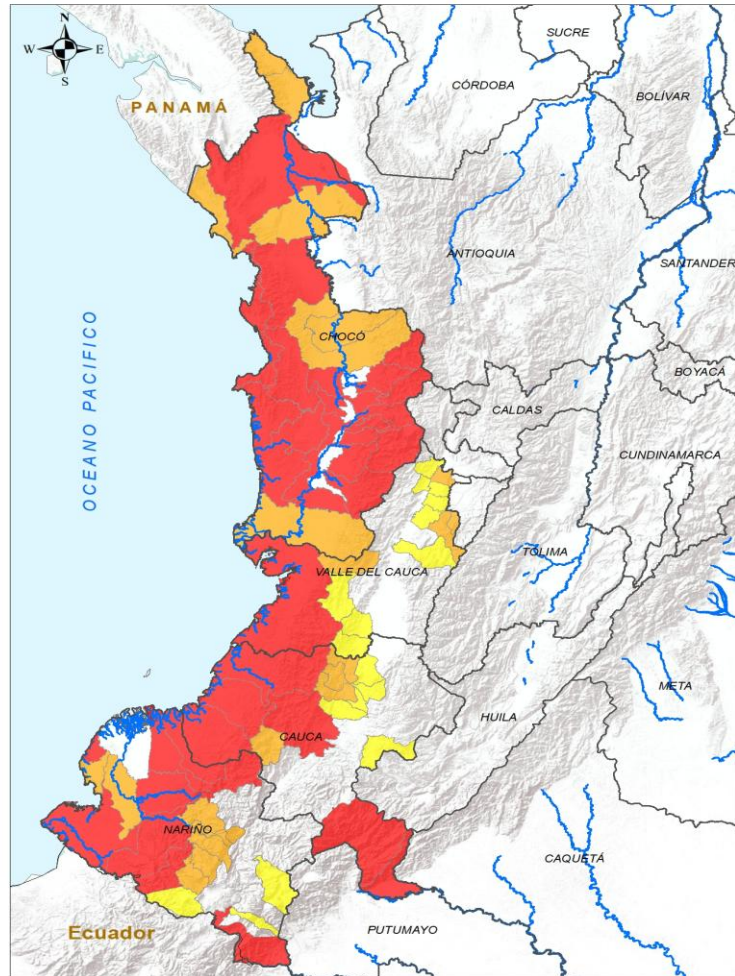 N
W E
S
SUCRE
CÓRDOBA
BOLÍVAR
PANAMÁ
ANTIOQUIA
SANTANDER
CHOCÓ
BOYACÁ
CALDAS
OCEANO PACIFICO
CUNDINAMARCA
TOLIMA
VALLE DEL CAUCA
META
HUILA
CAUCA
NARIÑO
CAQUETÁ
Ecuador
PUTUMAYO